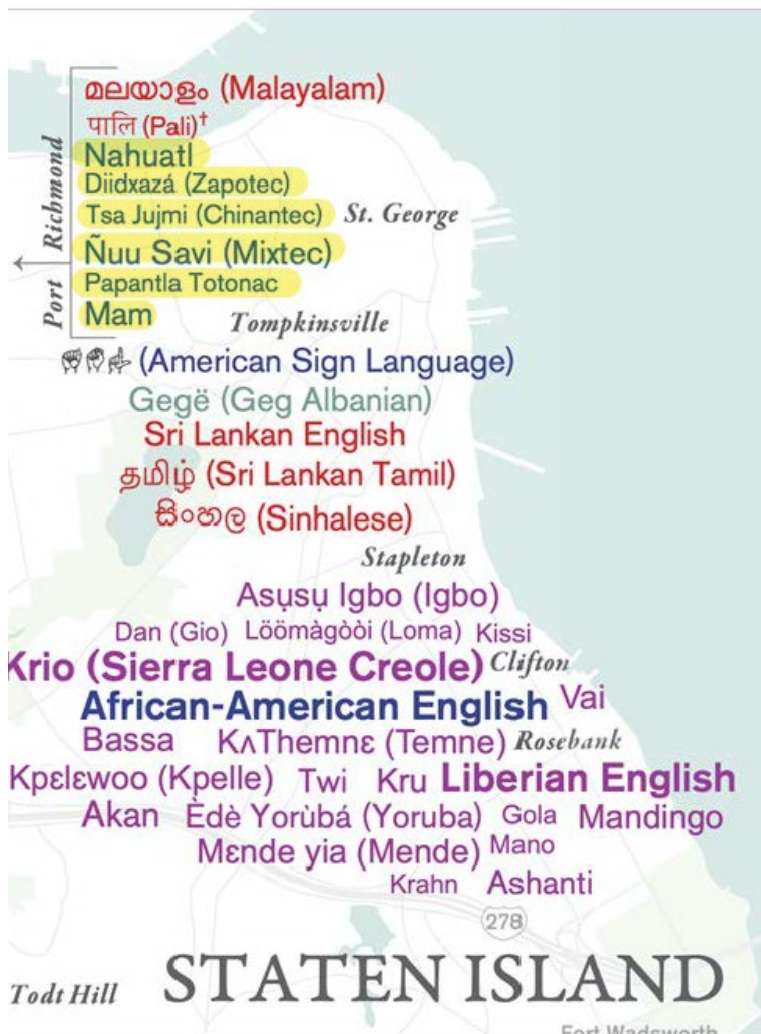 മലയാളം (Malayalam)
पालि (Pali)†
Nahuatl
Diidxazá (Zapotec)
Richmond
Tsa Jujmi (Chinantec) St. George
Ñuu Savi (Mixtec)
Papantla Totonac
Port
Mam
Tompkinsville
(American Sign Language)
Gegë (Geg Albanian)
Sri Lankan English
தமிழ் (Sri Lankan Tamil)
සිංහල (Sinhalese)
Stapleton
Asụsụ Igbo (Igbo)
Dan (Gio) Löömàgòòi (Loma) Kissi
Krio (Sierra Leone Creole) Clifton
African-American English Vai
Bassa KʌThemnɛ (Temne) Rosebank
Kpɛlɛwoo (Kpelle) Twi Kru Liberian English
Akan Èdè Yorùbá (Yoruba) Gola Mandingo
Mɛnde yia (Mende) Mano
Krahn Ashanti
278
Todt Hill STATEN ISLAND
Fort Wadsworth